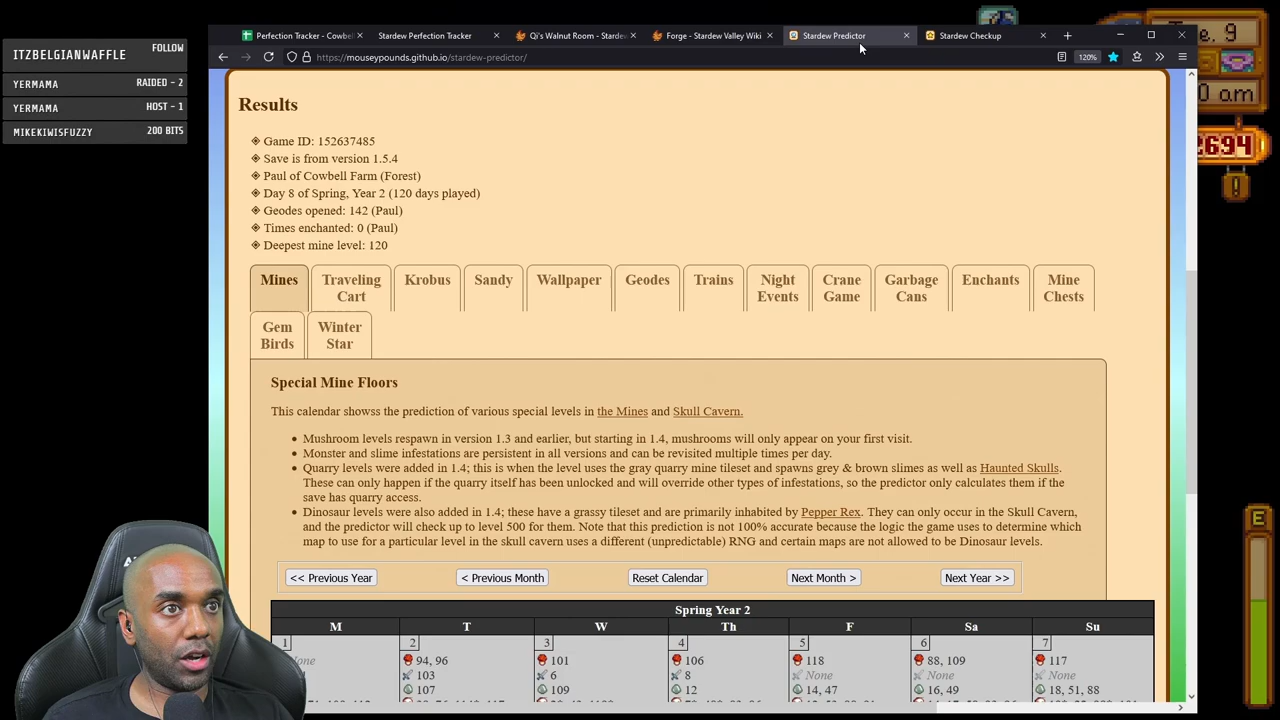 ITZBELGIANWAFFLE FOLLOW
YERMAMA RAIDED - 2
YERMAMA HOST - 1
MIKEKIWISFUZZY 200 BITS
Perfection Tracker - Cowbell
Stardew Perfection Tracker
Qi's Walnut Room - Stardew
Forge - Stardew Valley Wiki
Stardew Predictor
Stardew Checkup
https://mouseypounds.github.io/stardew-predictor/
120%
e. 9
0 am
2694
E
Results
Game ID: 152637485
Save is from version 1.5.4
Paul of Cowbell Farm (Forest)
Day 8 of Spring, Year 2 (120 days played)
Geodes opened: 142 (Paul)
Times enchanted: 0 (Paul)
Deepest mine level: 120
Mines Traveling Cart Krobus Sandy Wallpaper Geodes Trains Night Events Crane Game Garbage Cans Enchants Mine Chests
Gem Birds Winter Star
Special Mine Floors
This calendar showss the prediction of various special levels in the Mines and Skull Cavern.
Mushroom levels respawn in version 1.3 and earlier, but starting in 1.4, mushrooms will only appear on your first visit.
Monster and slime infestations are persistent in all versions and can be revisited multiple times per day.
Quarry levels were added in 1.4; this is when the level uses the gray quarry mine tileset and spawns grey & brown slimes as well as Haunted Skulls.
These can only happen if the quarry itself has been unlocked and will override other types of infestations, so the predictor only calculates them if the
save has quarry access.
Dinosaur levels were also added in 1.4; these have a grassy tileset and are primarily inhabited by Pepper Rex. They can only occur in the Skull Cavern,
and the predictor will check up to level 500 for them. Note that this prediction is not 100% accurate because the logic the game uses to determine which
map to use for a particular level in the skull cavern uses a different (unpredictable) RNG and certain maps are not allowed to be Dinosaur levels.
<< Previous Year < Previous Month Reset Calendar Next Month > Next Year >>
Spring Year 2
M T W Th F Sa Su
1 2 3 4 5 6 7
None 94, 96 101 106 118 88, 109 117
103 6 8 None None None
107 109 12 14, 47 16, 49 18, 51, 88